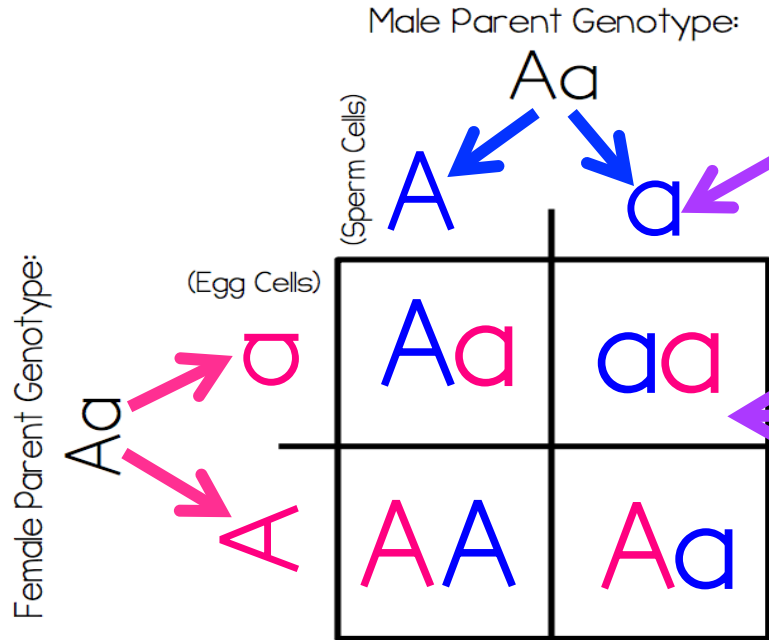 Male Parent Genotype:
Aa
(Sperm Cells)
A a
(Egg Cells)
Female Parent Genotype:
Aa
a
Aa aa
A
AA Aa